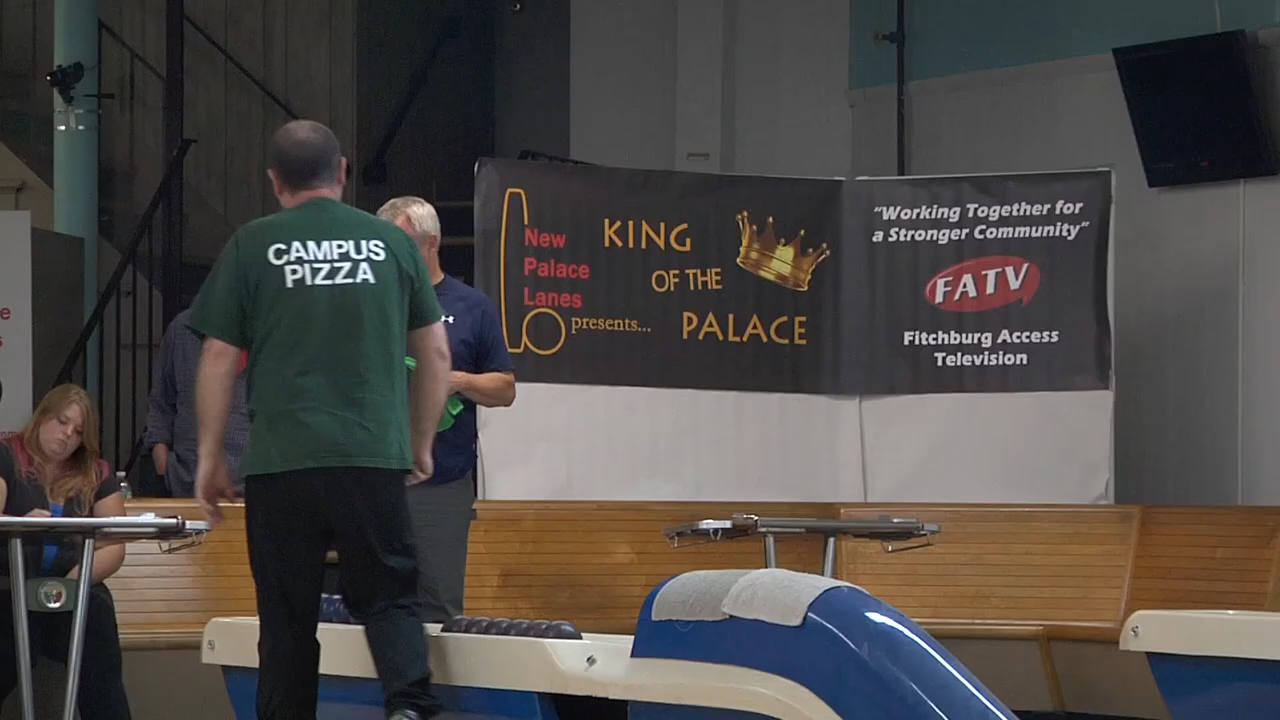 CAMPUS
PIZZA
New
Palace
Lanes
presents...
KING
OF THE
PALACE
"Working Together for
a Stronger Community"
FATV
Fitchburg Access
Television